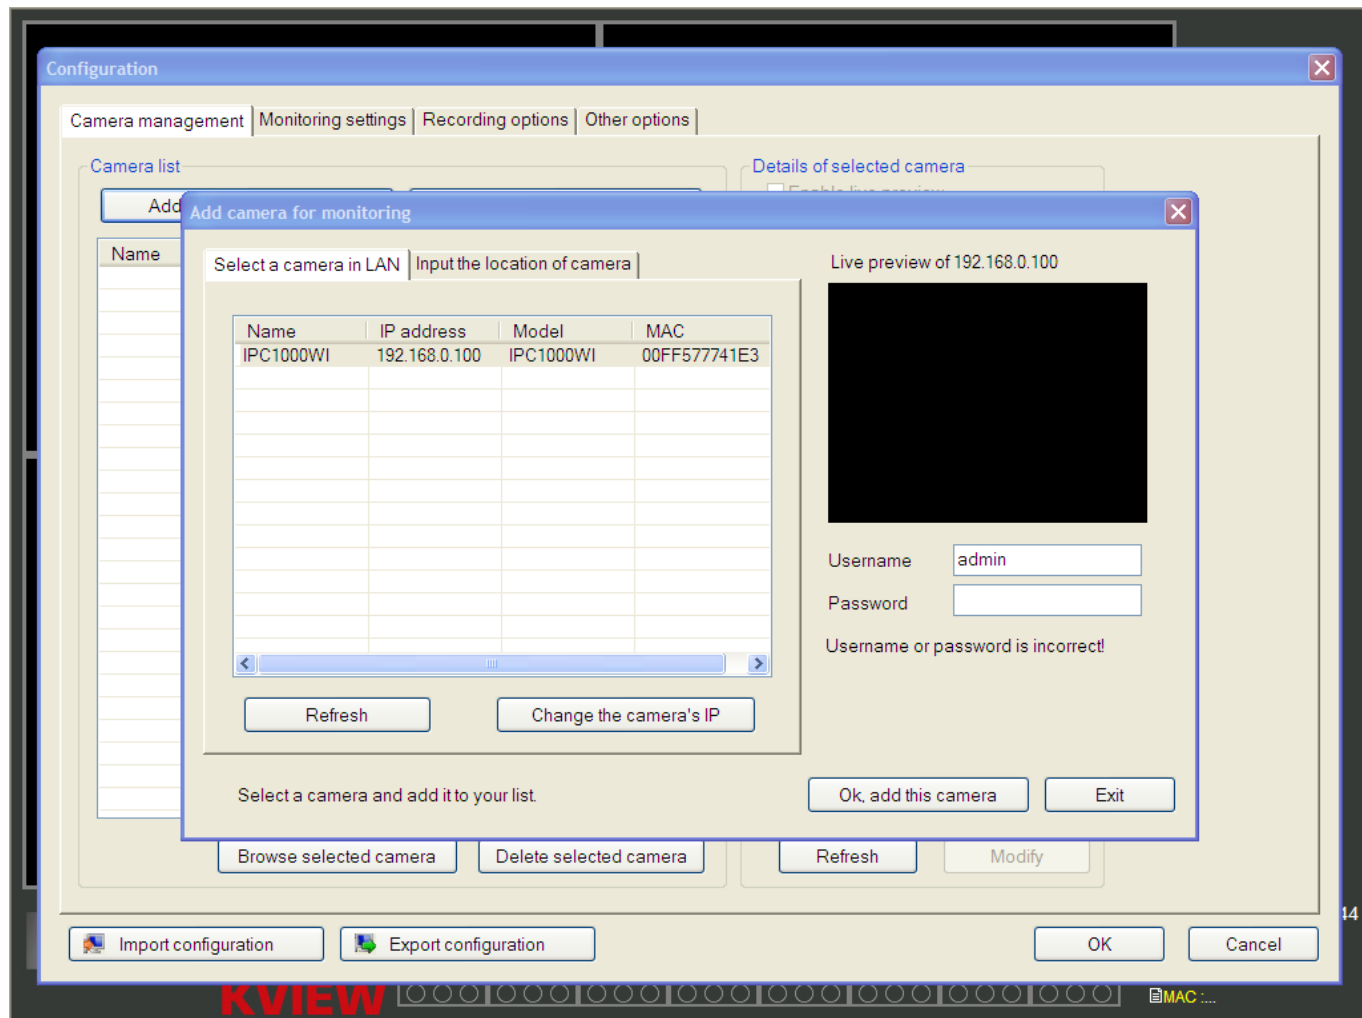 Configuration
Camera management Monitoring settings Recording options Other options
Camera list
Details of selected camera
Enable live preview
Add
Name
Add camera for monitoring
Select a camera in LAN Input the location of camera
Name IP address Model MAC
IPC1000WI 192.168.0.100 IPC1000WI 00FF577741E3
Refresh Change the camera's IP
Select a camera and add it to your list.
Live preview of 192.168.0.100
Username admin
Password
Username or password is incorrect!
Ok, add this camera Exit
Browse selected camera Delete selected camera Refresh Modify
44
Import configuration Export configuration OK Cancel
KVIEW
MAC :...